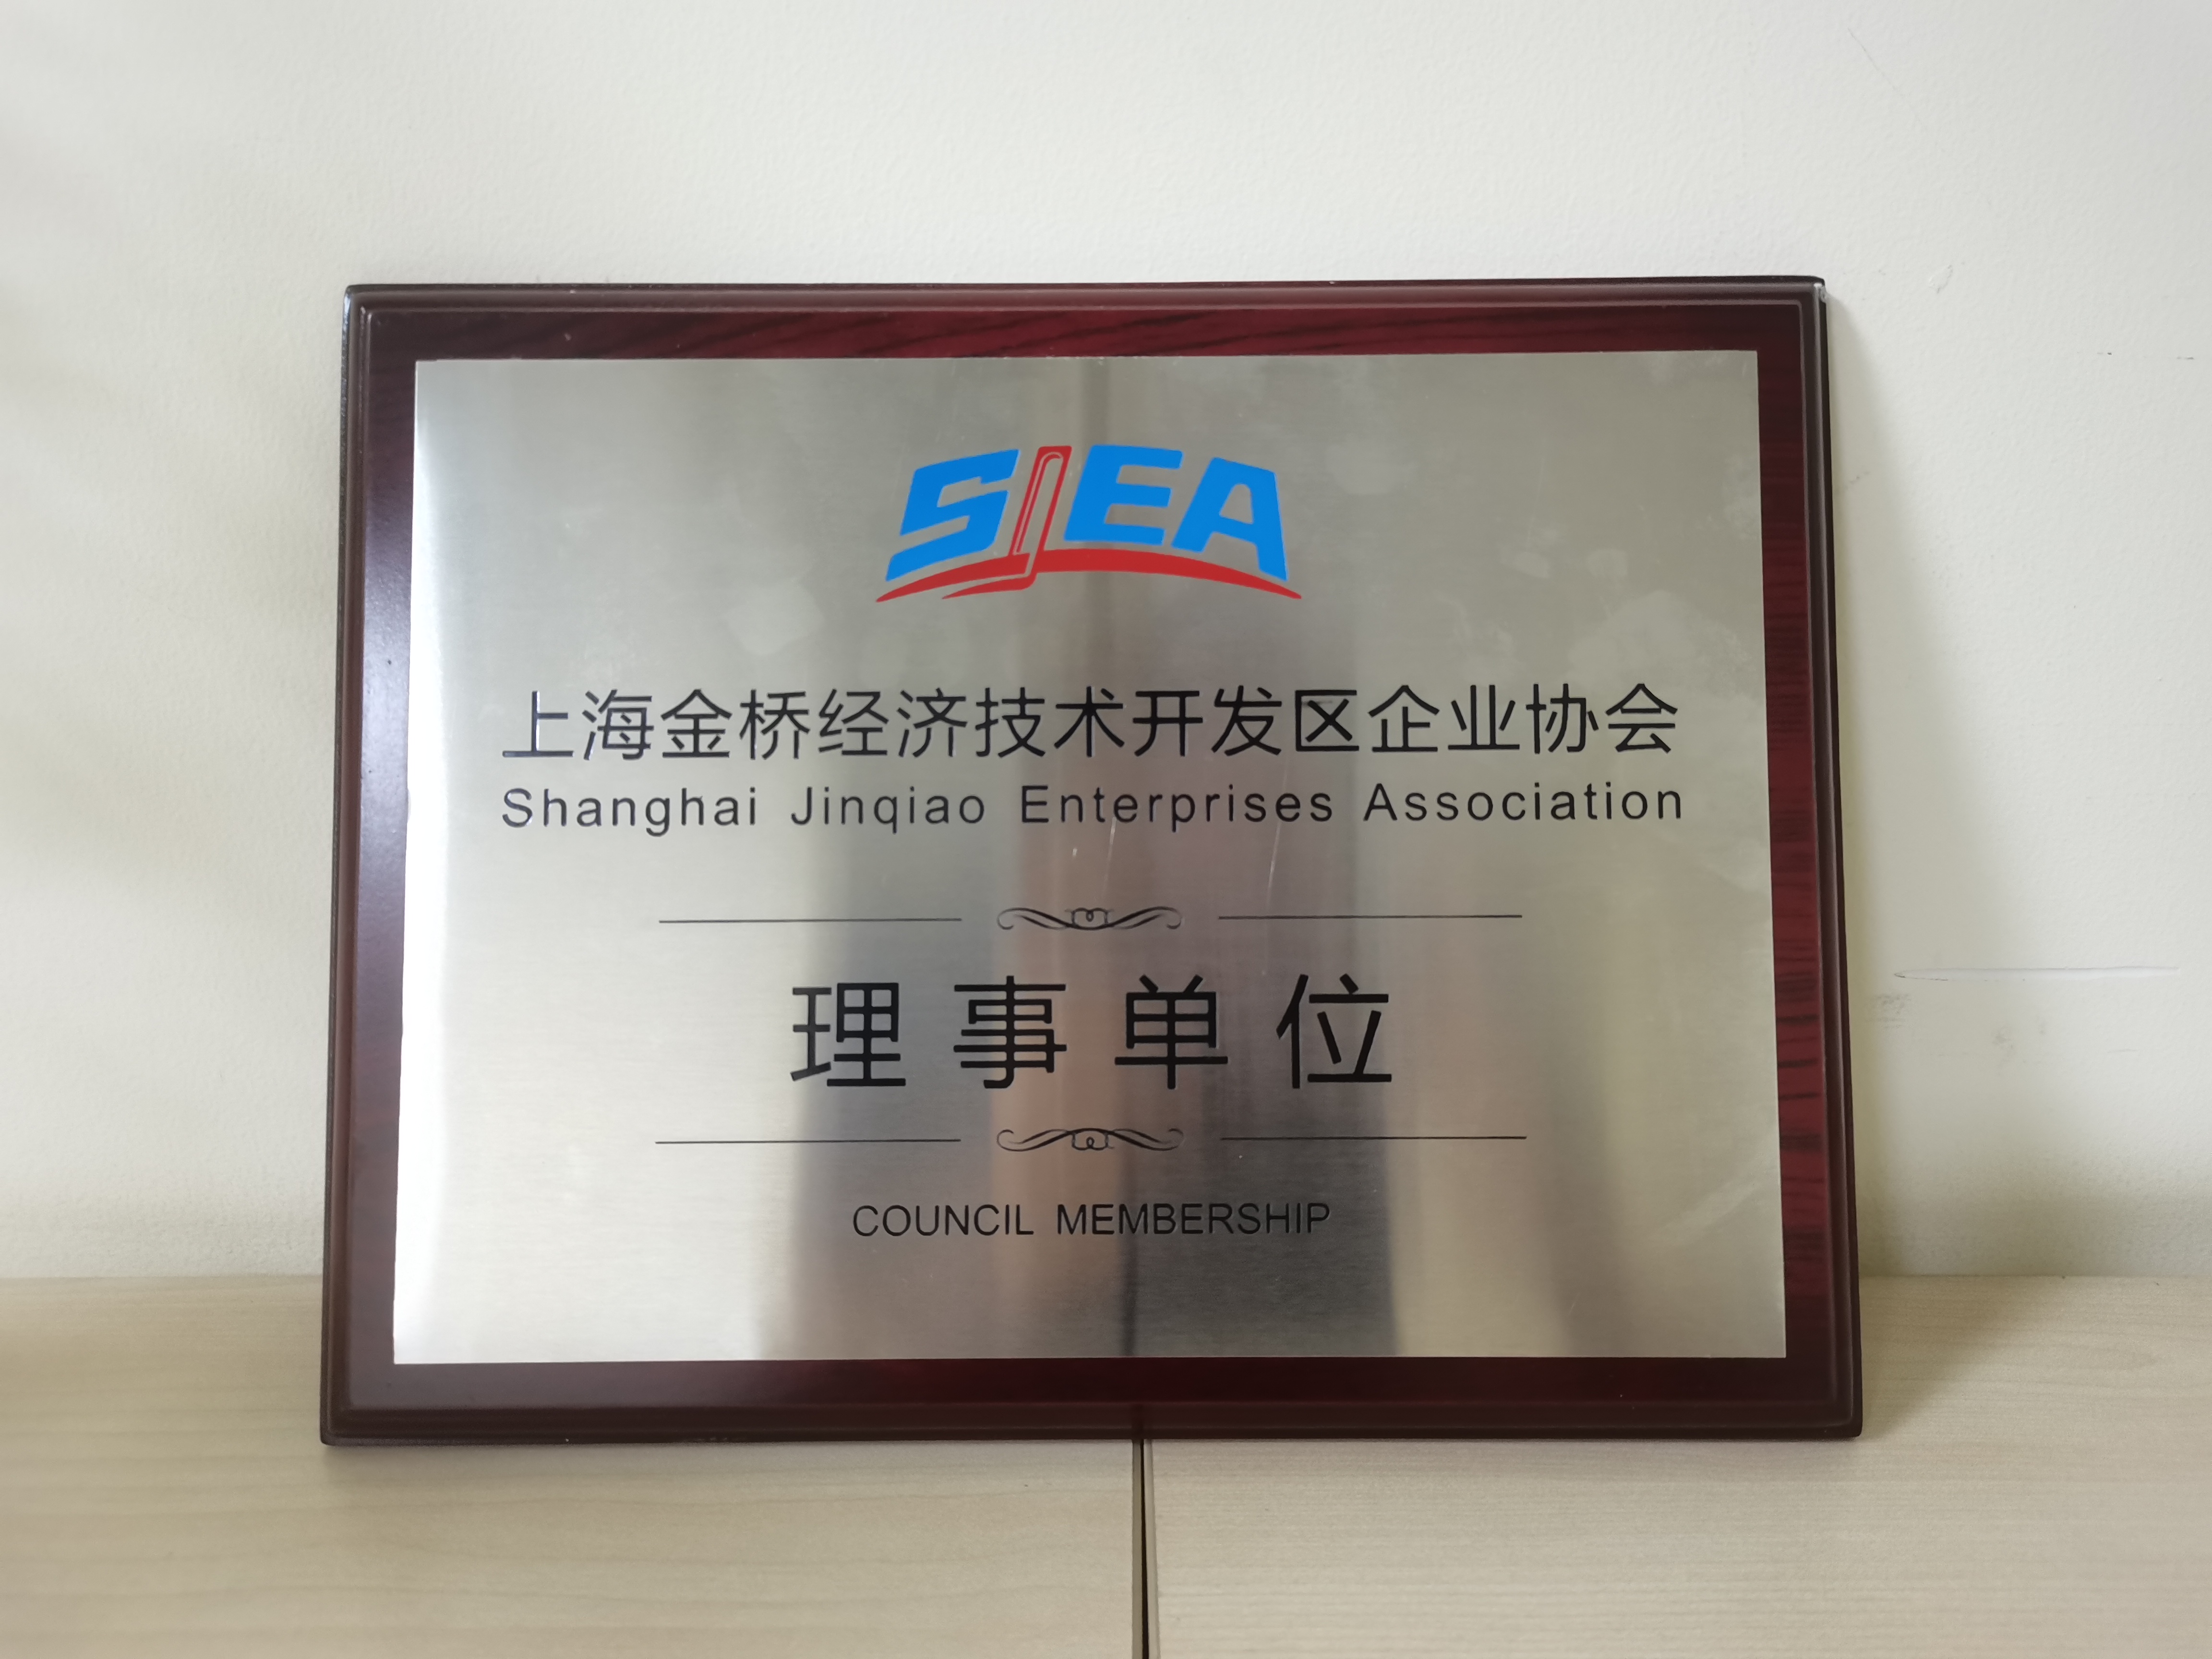 SJEA
上海金桥经济技术开发区企业协会
Shanghai Jinqiao Enterprises Association
理事单位
COUNCIL MEMBERSHIP